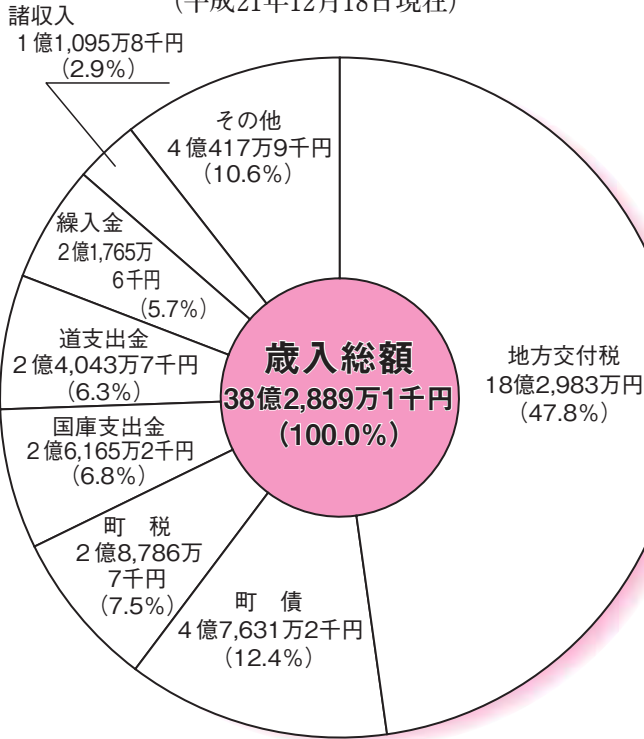 （平成21年12月18日現在）
諸収入
1億1,095万8千円
（2.9%）
その他
4億417万9千円
（10.6%）
繰入金
2億1,765万
6千円
（5.7%）
道支出金
2億4,043万7千円
（6.3%）
国庫支出金
2億6,165万2千円
（6.8%）
町　税
2億8,786万
7千円
（7.5%）
町　債
4億7,631万2千円
（12.4%）
地方交付税
18億2,983万円
（47.8%）
歳入総額
38億2,889万1千円
（100.0%）